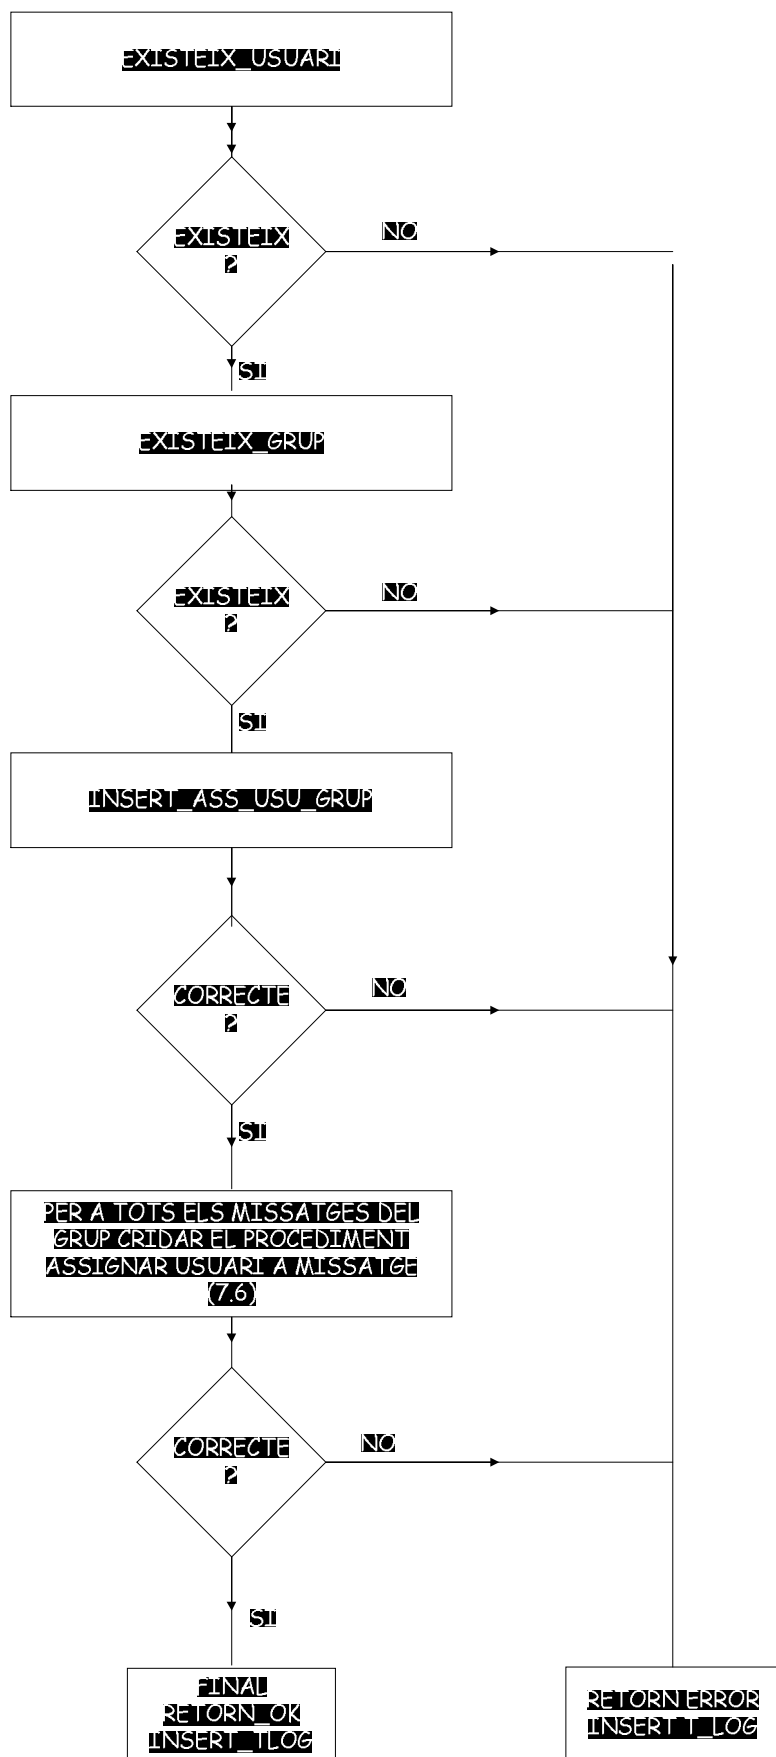 EXISTEIX_USUARI
EXISTEIX
?
NO
SI
EXISTEIX_GRUP
EXISTEIX
?
NO
SI
INSERT_ASS_USU_GRUP
CORRECTE
?
NO
SI
PER A TOTS ELS MISSATGES DEL
GRUP CRIDAR EL PROCEDIMENT
ASSIGNAR USUARI A MISSATGE
(7.6)
CORRECTE
?
NO
SI
FINAL
RETORN_OK
INSERT_TLOG
RETORN ERROR
INSERT T_LOG